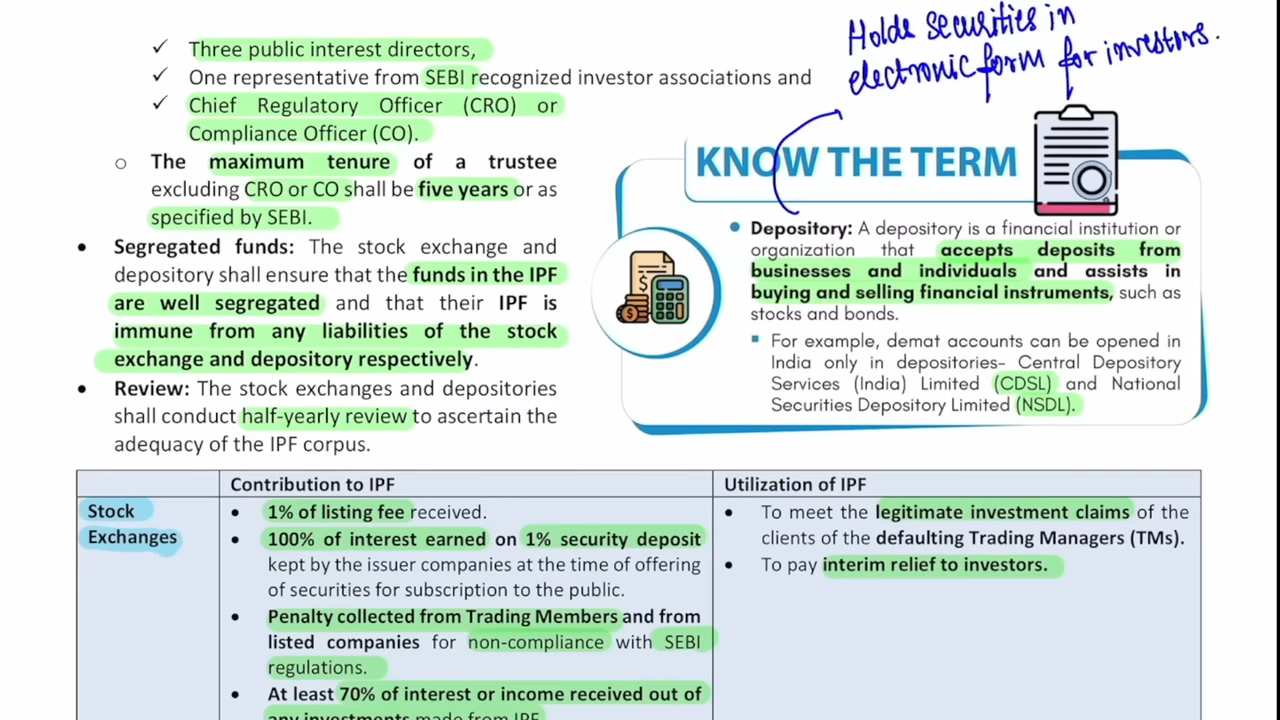 Holds securities in
electronic form for investors.
✓ Three public interest directors,
✓ One representative from SEBI recognized investor associations and
✓ Chief Regulatory Officer (CRO) or
Compliance Officer (CO).
o The maximum tenure of a trustee
excluding CRO or CO shall be five years or as
specified by SEBI.
• Segregated funds: The stock exchange and
depository shall ensure that the funds in the IPF
are well segregated and that their IPF is
immune from any liabilities of the stock
exchange and depository respectively.
• Review: The stock exchanges and depositories
shall conduct half-yearly review to ascertain the
adequacy of the IPF corpus.
KNOW THE TERM
• Depository: A depository is a financial institution or
organization that accepts deposits from
businesses and individuals and assists in
buying and selling financial instruments, such as
stocks and bonds.
▪ For example, demat accounts can be opened in
India only in depositories- Central Depository
Services (India) Limited (CDSL) and National
Securities Depository Limited (NSDL).
Contribution to IPF
Utilization of IPF
Stock
Exchanges
• 1% of listing fee received.
• 100% of interest earned on 1% security deposit
kept by the issuer companies at the time of offering
of securities for subscription to the public.
• Penalty collected from Trading Members and from
listed companies for non-compliance with SEBI
regulations.
• At least 70% of interest or income received out of
any investments made from IPF
• To meet the legitimate investment claims of the
clients of the defaulting Trading Managers (TMs).
• To pay interim relief to investors.